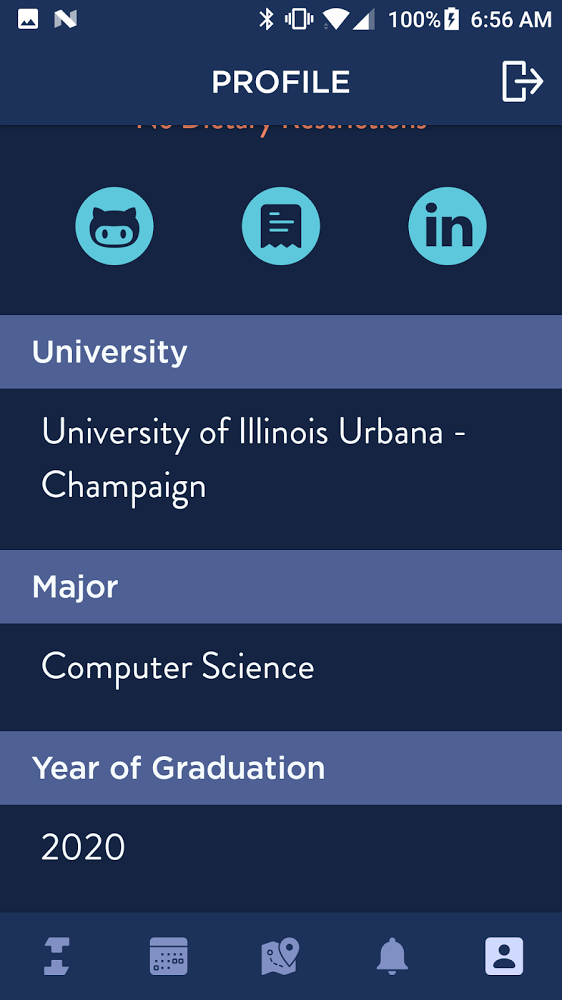 100% 6:56 AM
PROFILE
No Dietary Restrictions
in
University
University of Illinois Urbana -
Champaign
Major
Computer Science
Year of Graduation
2020